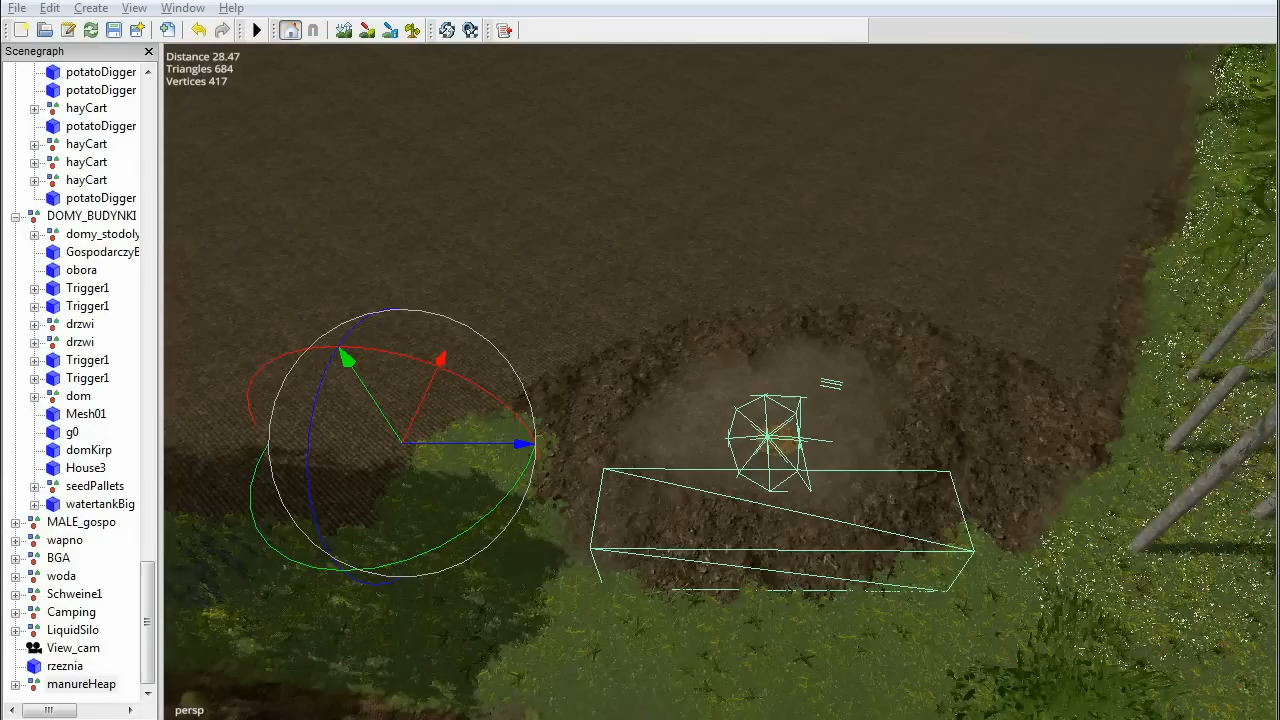 File Edit Create View Window Help
Scenegraph
Distance 28.47
Triangles 684
Vertices 417
potatoDigger
potatoDigger
hayCart
potatoDigger
hayCart
hayCart
hayCart
potatoDigger
DOMY_BUDYNKI
domy_stodoly
GospodarczyB
obora
Trigger1
Trigger1
drzwi
drzwi
Trigger1
Trigger1
dom
Mesh01
g0
domKirp
House3
seedPallets
watertankBig
MALE_gospo
wapno
BGA
woda
Schweine1
Camping
LiquidSilo
View_cam
rzeznia
manureHeap
persp